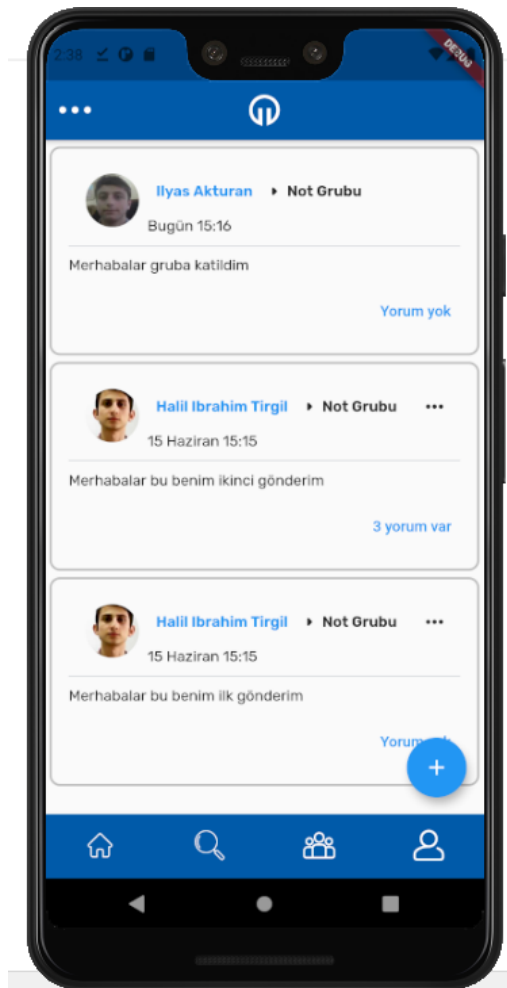 2:38
DEBUG
Ilyas Akturan Not Grubu
Bugün 15:16
Merhabalar gruba katildim
Yorum yok
Halil Ibrahim Tirgil Not Grubu
15 Haziran 15:15
Merhabalar bu benim ikinci gönderim
3 yorum var
Halil Ibrahim Tirgil Not Grubu
15 Haziran 15:15
Merhabalar bu benim ilk gönderim